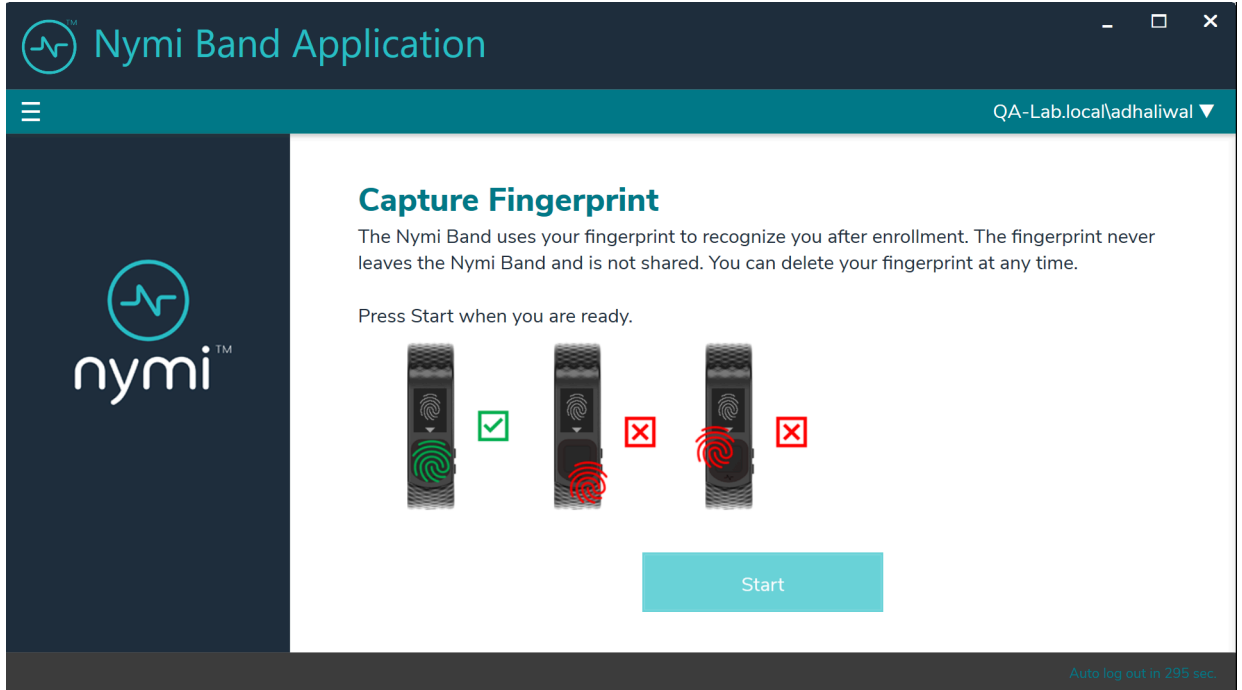 Nymi Band Application
™
☰
QA-Lab.local\adhaliwal ▼
nymi™
Capture Fingerprint
The Nymi Band uses your fingerprint to recognize you after enrollment. The fingerprint never
leaves the Nymi Band and is not shared. You can delete your fingerprint at any time.
Press Start when you are ready.
Start
Auto log out in 295 sec.